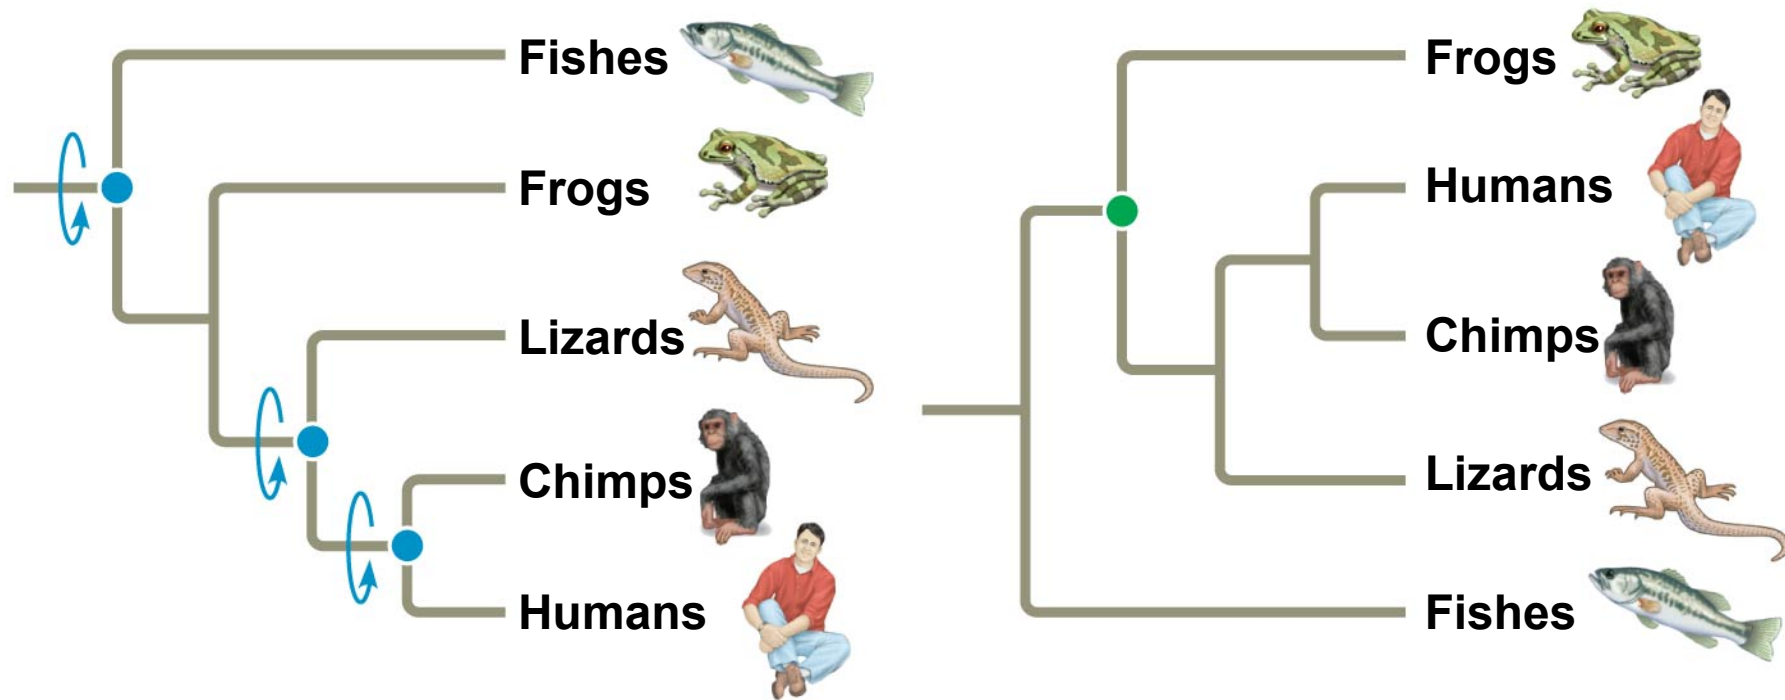 Fishes
Frogs
Lizards
Chimps
Humans
Frogs
Humans
Chimps
Lizards
Fishes